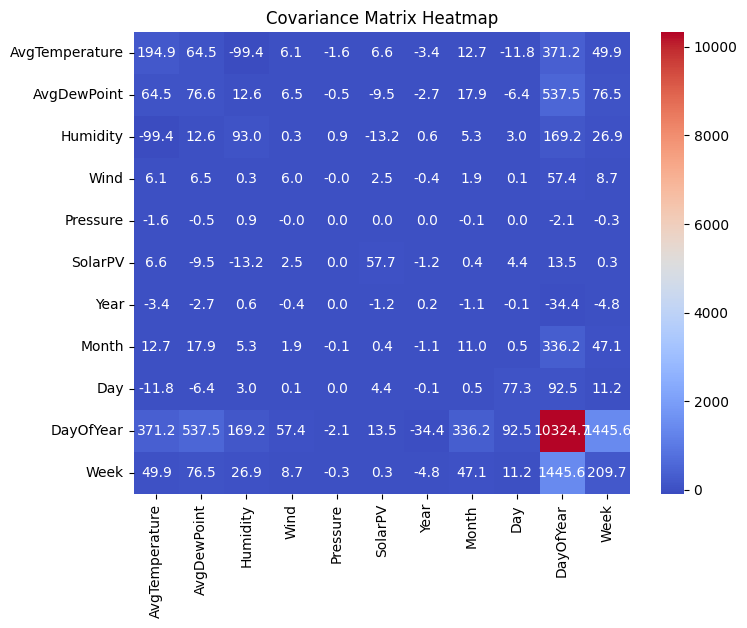 Covariance Matrix Heatmap
AvgTemperature 194.9 64.5 -99.4 6.1 -1.6 6.6 -3.4 12.7 -11.8 371.2 49.9
AvgDewPoint 64.5 76.6 12.6 6.5 -0.5 -9.5 -2.7 17.9 -6.4 537.5 76.5
Humidity -99.4 12.6 93.0 0.3 0.9 -13.2 0.6 5.3 3.0 169.2 26.9
Wind 6.1 6.5 0.3 6.0 -0.0 2.5 -0.4 1.9 0.1 57.4 8.7
Pressure -1.6 -0.5 0.9 -0.0 0.0 0.0 0.0 -0.1 0.0 -2.1 -0.3
SolarPV 6.6 -9.5 -13.2 2.5 0.0 57.7 -1.2 0.4 4.4 13.5 0.3
Year -3.4 -2.7 0.6 -0.4 0.0 -1.2 0.2 -1.1 -0.1 -34.4 -4.8
Month 12.7 17.9 5.3 1.9 -0.1 0.4 -1.1 11.0 0.5 336.2 47.1
Day -11.8 -6.4 3.0 0.1 0.0 4.4 -0.1 0.5 77.3 92.5 11.2
DayOfYear 371.2 537.5 169.2 57.4 -2.1 13.5 -34.4 336.2 92.5 10324.7 1445.6
Week 49.9 76.5 26.9 8.7 -0.3 0.3 -4.8 47.1 11.2 1445.6 209.7
AvgTemperature
AvgDewPoint
Humidity
Wind
Pressure
SolarPV
Year
Month
Day
DayOfYear
Week
10000
8000
6000
4000
2000
0